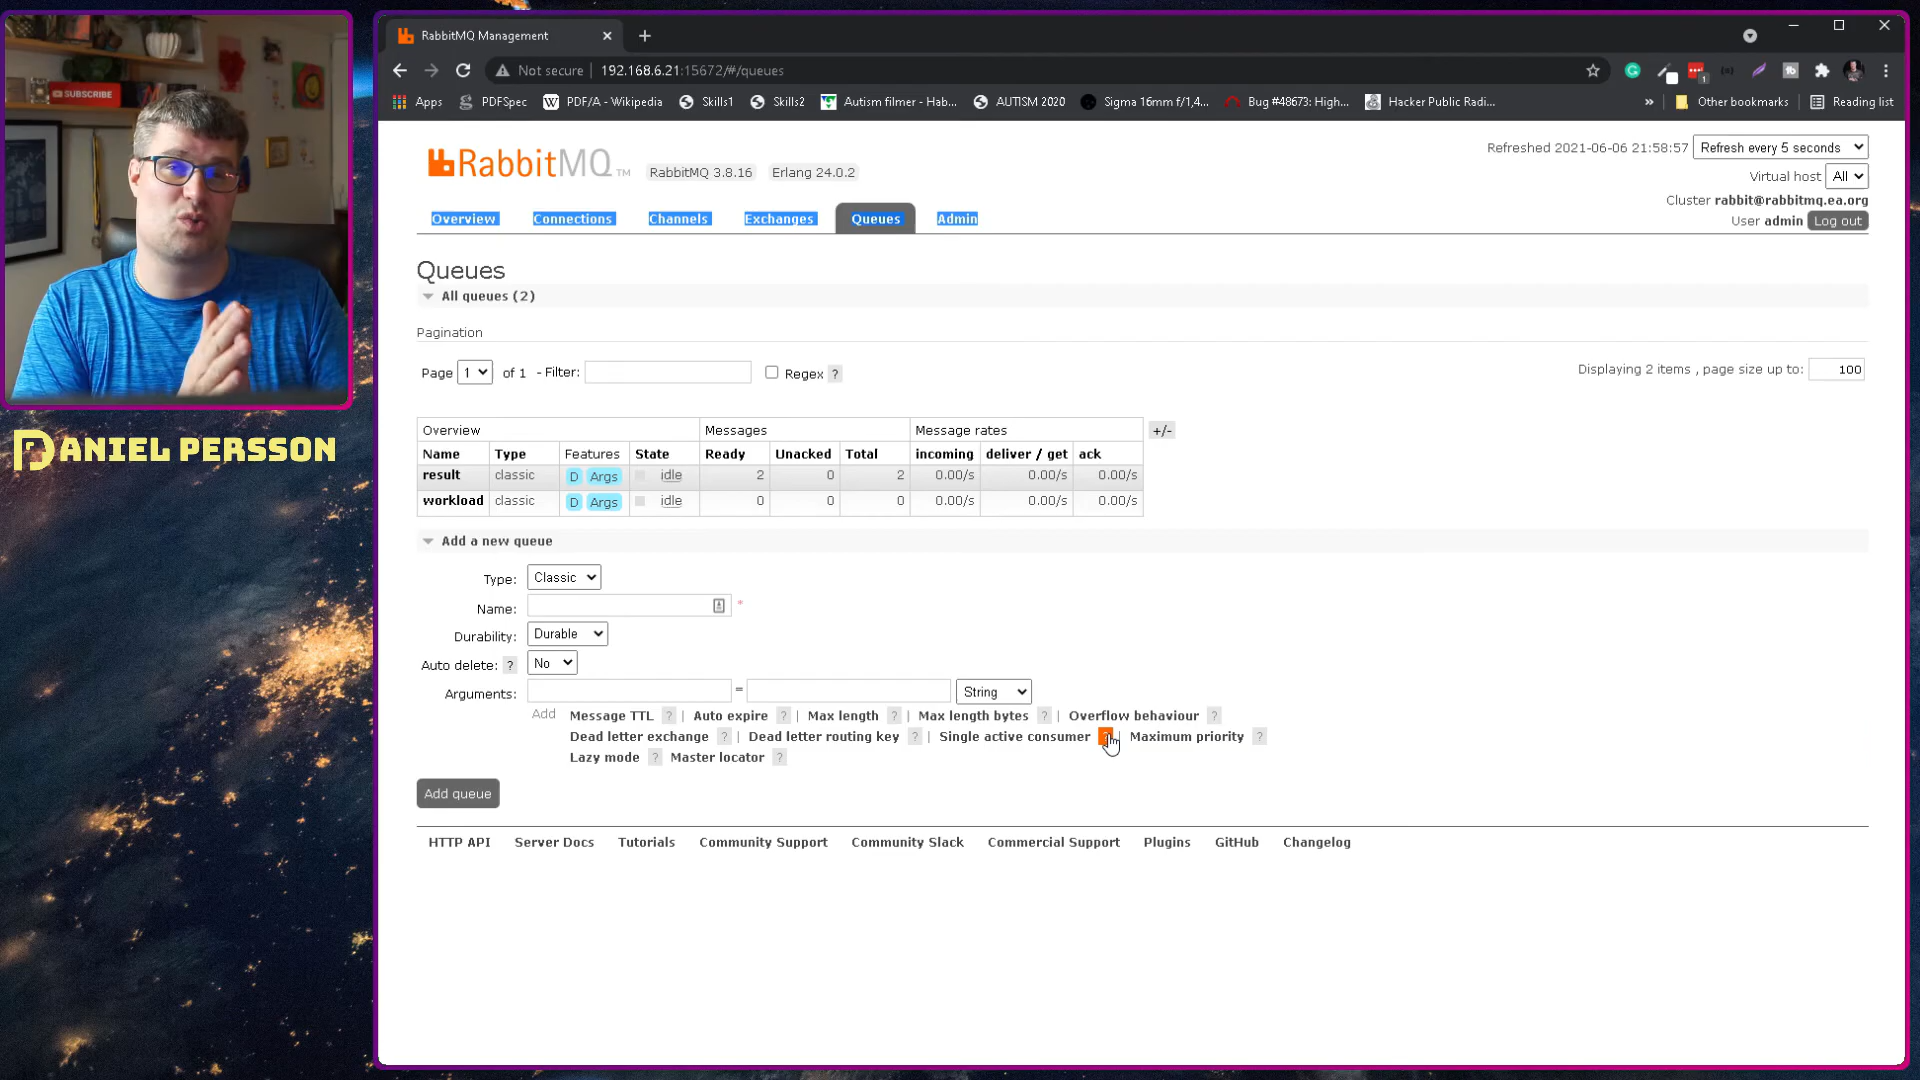 SUBSCRIBE
DANIEL PERSSON
RabbitMQ Management
Not secure | 192.168.6.21:15672/#/queues
Apps PDFSpec PDF/A - Wikipedia Skills1 Skills2 Autism filmer - Hab... AUTISM 2020 Sigma 16mm f/1,4... Bug #48673: High... Hacker Public Radi... » Other bookmarks Reading list
RabbitMQ TM RabbitMQ 3.8.16 Erlang 24.0.2
Refreshed 2021-06-06 21:58:57 Refresh every 5 seconds
Virtual host All
Cluster rabbit@rabbitmq.ea.org
User admin Log out
Overview Connections Channels Exchanges Queues Admin
Queues
All queues (2)
Pagination
Page 1 of 1 - Filter: Regex ?
Displaying 2 items , page size up to: 100
Overview Messages Message rates +/-
Name Type Features State Ready Unacked Total incoming deliver / get ack
result classic D Args idle 2 0 2 0.00/s 0.00/s 0.00/s
workload classic D Args idle 0 0 0 0.00/s 0.00/s 0.00/s
Add a new queue
Type: Classic
Name: *
Durability: Durable
Auto delete: ? No
Arguments: = String
Add Message TTL ? | Auto expire ? | Max length ? | Max length bytes ? | Overflow behaviour ?
Dead letter exchange ? | Dead letter routing key ? | Single active consumer ? | Maximum priority ?
Lazy mode ? Master locator ?
Add queue
HTTP API Server Docs Tutorials Community Support Community Slack Commercial Support Plugins GitHub Changelog